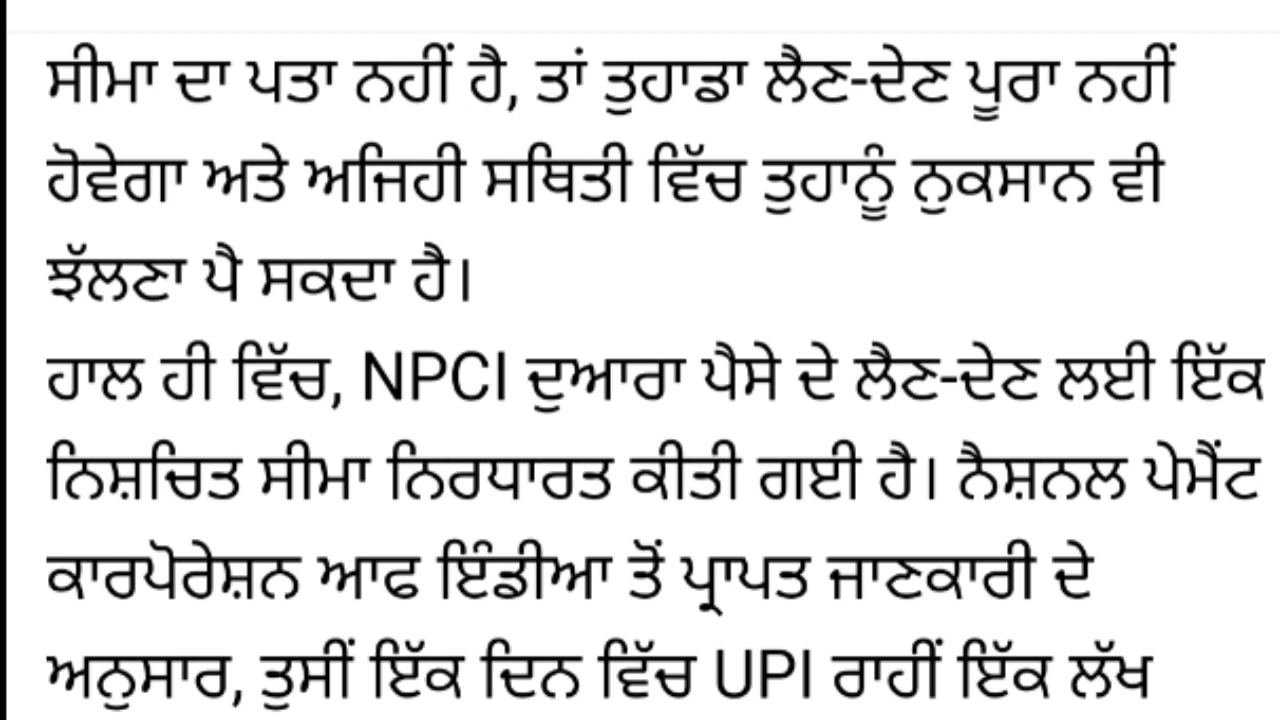 ਸੀਮਾ ਦਾ ਪਤਾ ਨਹੀਂ ਹੈ, ਤਾਂ ਤੁਹਾਡਾ ਲੈਣ-ਦੇਣ ਪੂਰਾ ਨਹੀਂ
ਹੋਵੇਗਾ ਅਤੇ ਅਜਿਹੀ ਸਥਿਤੀ ਵਿੱਚ ਤੁਹਾਨੂੰ ਨੁਕਸਾਨ ਵੀ
ਝੱਲਣਾ ਪੈ ਸਕਦਾ ਹੈ।
ਹਾਲ ਹੀ ਵਿੱਚ, NPCI ਦੁਆਰਾ ਪੈਸੇ ਦੇ ਲੈਣ-ਦੇਣ ਲਈ ਇੱਕ
ਨਿਸ਼ਚਿਤ ਸੀਮਾ ਨਿਰਧਾਰਤ ਕੀਤੀ ਗਈ ਹੈ। ਨੈਸ਼ਨਲ ਪੇਮੈਂਟ
ਕਾਰਪੋਰੇਸ਼ਨ ਆਫ ਇੰਡੀਆ ਤੋਂ ਪ੍ਰਾਪਤ ਜਾਣਕਾਰੀ ਦੇ
ਅਨੁਸਾਰ, ਤੁਸੀਂ ਇੱਕ ਦਿਨ ਵਿੱਚ UPI ਰਾਹੀਂ ਇੱਕ ਲੱਖ